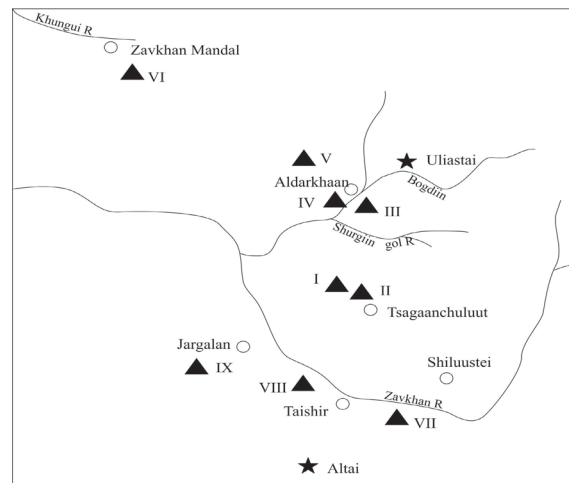 Khungui R
Zavkhan Mandal
VI
V
Uliastai
Aldarkhaan
Bogdiin
IV
III
Shurgiin gol R
I
II
Tsagaanchuluut
Jargalan
IX
Shiluustei
VIII
Zavkhan R
Taishir
VII
Altai